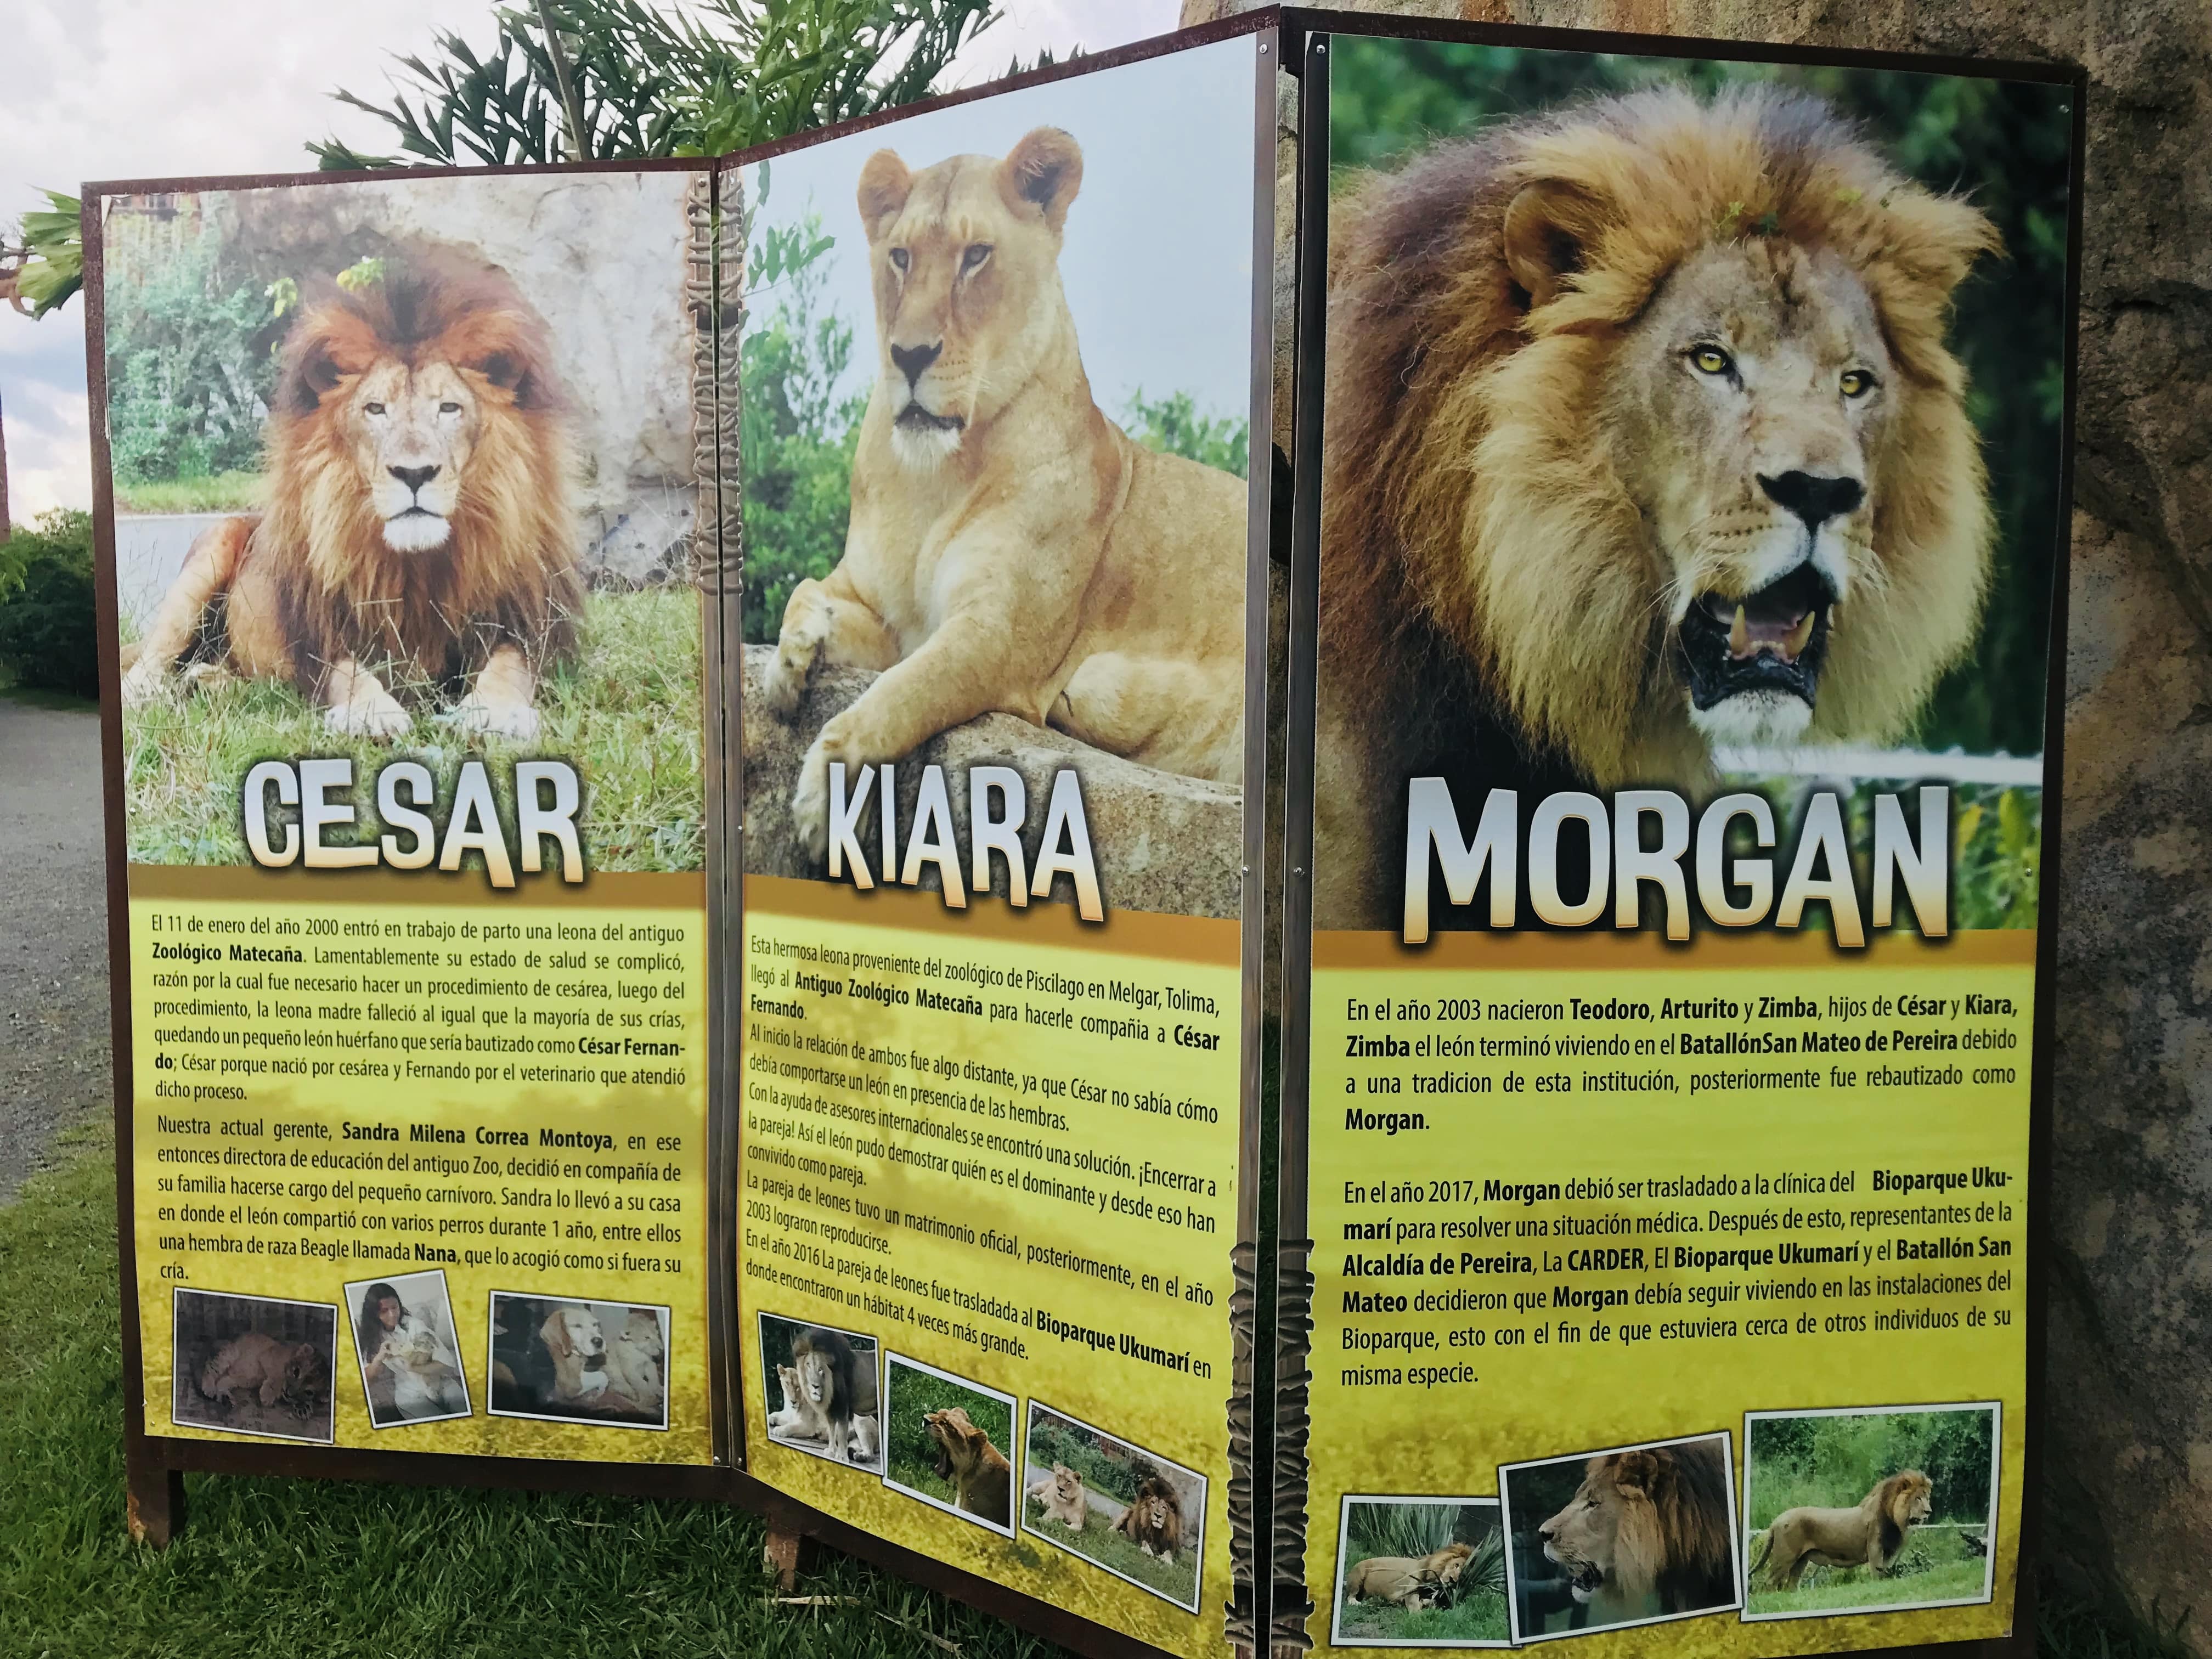 CESAR
El 11 de enero del año 2000 entró en trabajo de parto una leona del antiguo
Zoológico Matecaña. Lamentablemente su estado de salud se complicó,
razón por la cual fue necesario hacer un procedimiento de cesárea, luego del
procedimiento, la leona madre falleció al igual que la mayoría de sus crías,
quedando un pequeño león huérfano que sería bautizado como César Fernan-
do; César porque nació por cesárea y Fernando por el veterinario que atendió
dicho proceso.
Nuestra actual gerente, Sandra Milena Correa Montoya, en ese
entonces directora de educación del antiguo Zoo, decidió en compañía de
su familia hacerse cargo del pequeño carnívoro. Sandra lo llevó a su casa
en donde el león compartió con varios perros durante 1 año, entre ellos
una hembra de raza Beagle llamada Nana, que lo acogió como si fuera su
cría.
KIARA
Esta hermosa leona proveniente del zoológico de Piscilago en Melgar, Tolima,
llegó al Antiguo Zoológico Matecaña para hacerle compañia a César
Fernando.
Al inicio la relación de ambos fue algo distante, ya que César no sabía cómo
debía comportarse un león en presencia de las hembras.
Con la ayuda de asesores internacionales se encontró una solución. ¡Encerrar a
la pareja! Así el león pudo demostrar quién es el dominante y desde eso han
convivido como pareja.
La pareja de leones tuvo un matrimonio oficial, posteriormente, en el año
2003 lograron reproducirse.
En el año 2016 La pareja de leones fue trasladada al Bioparque Ukumarí en
donde encontraron un hábitat 4 veces más grande.
MORGAN
En el año 2003 nacieron Teodoro, Arturito y Zimba, hijos de César y Kiara,
Zimba el león terminó viviendo en el BatallónSan Mateo de Pereira debido
a una tradicion de esta institución, posteriormente fue rebautizado como
Morgan.
En el año 2017, Morgan debió ser trasladado a la clínica del Bioparque Uku-
marí para resolver una situación médica. Después de esto, representantes de la
Alcaldía de Pereira, La CARDER, El Bioparque Ukumarí y el Batallón San
Mateo decidieron que Morgan debía seguir viviendo en las instalaciones del
Bioparque, esto con el fin de que estuviera cerca de otros individuos de su
misma especie.